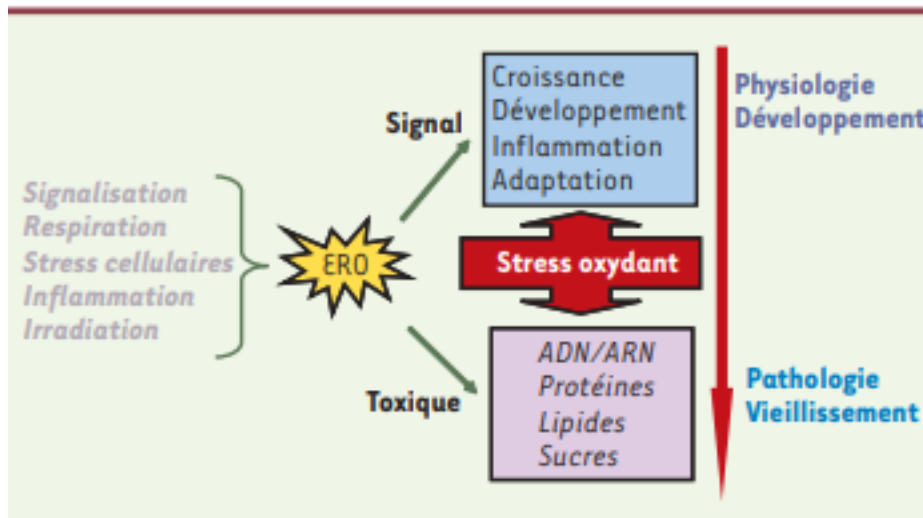 Signalisation
Respiration
Stress cellulaires
Inflammation
Irradiation
ERO
Signal
Toxique
Croissance
Développement
Inflammation
Adaptation
Stress oxydant
ADN/ARN
Protéines
Lipides
Sucres
Physiologie
Développement
Pathologie
Vieillissement